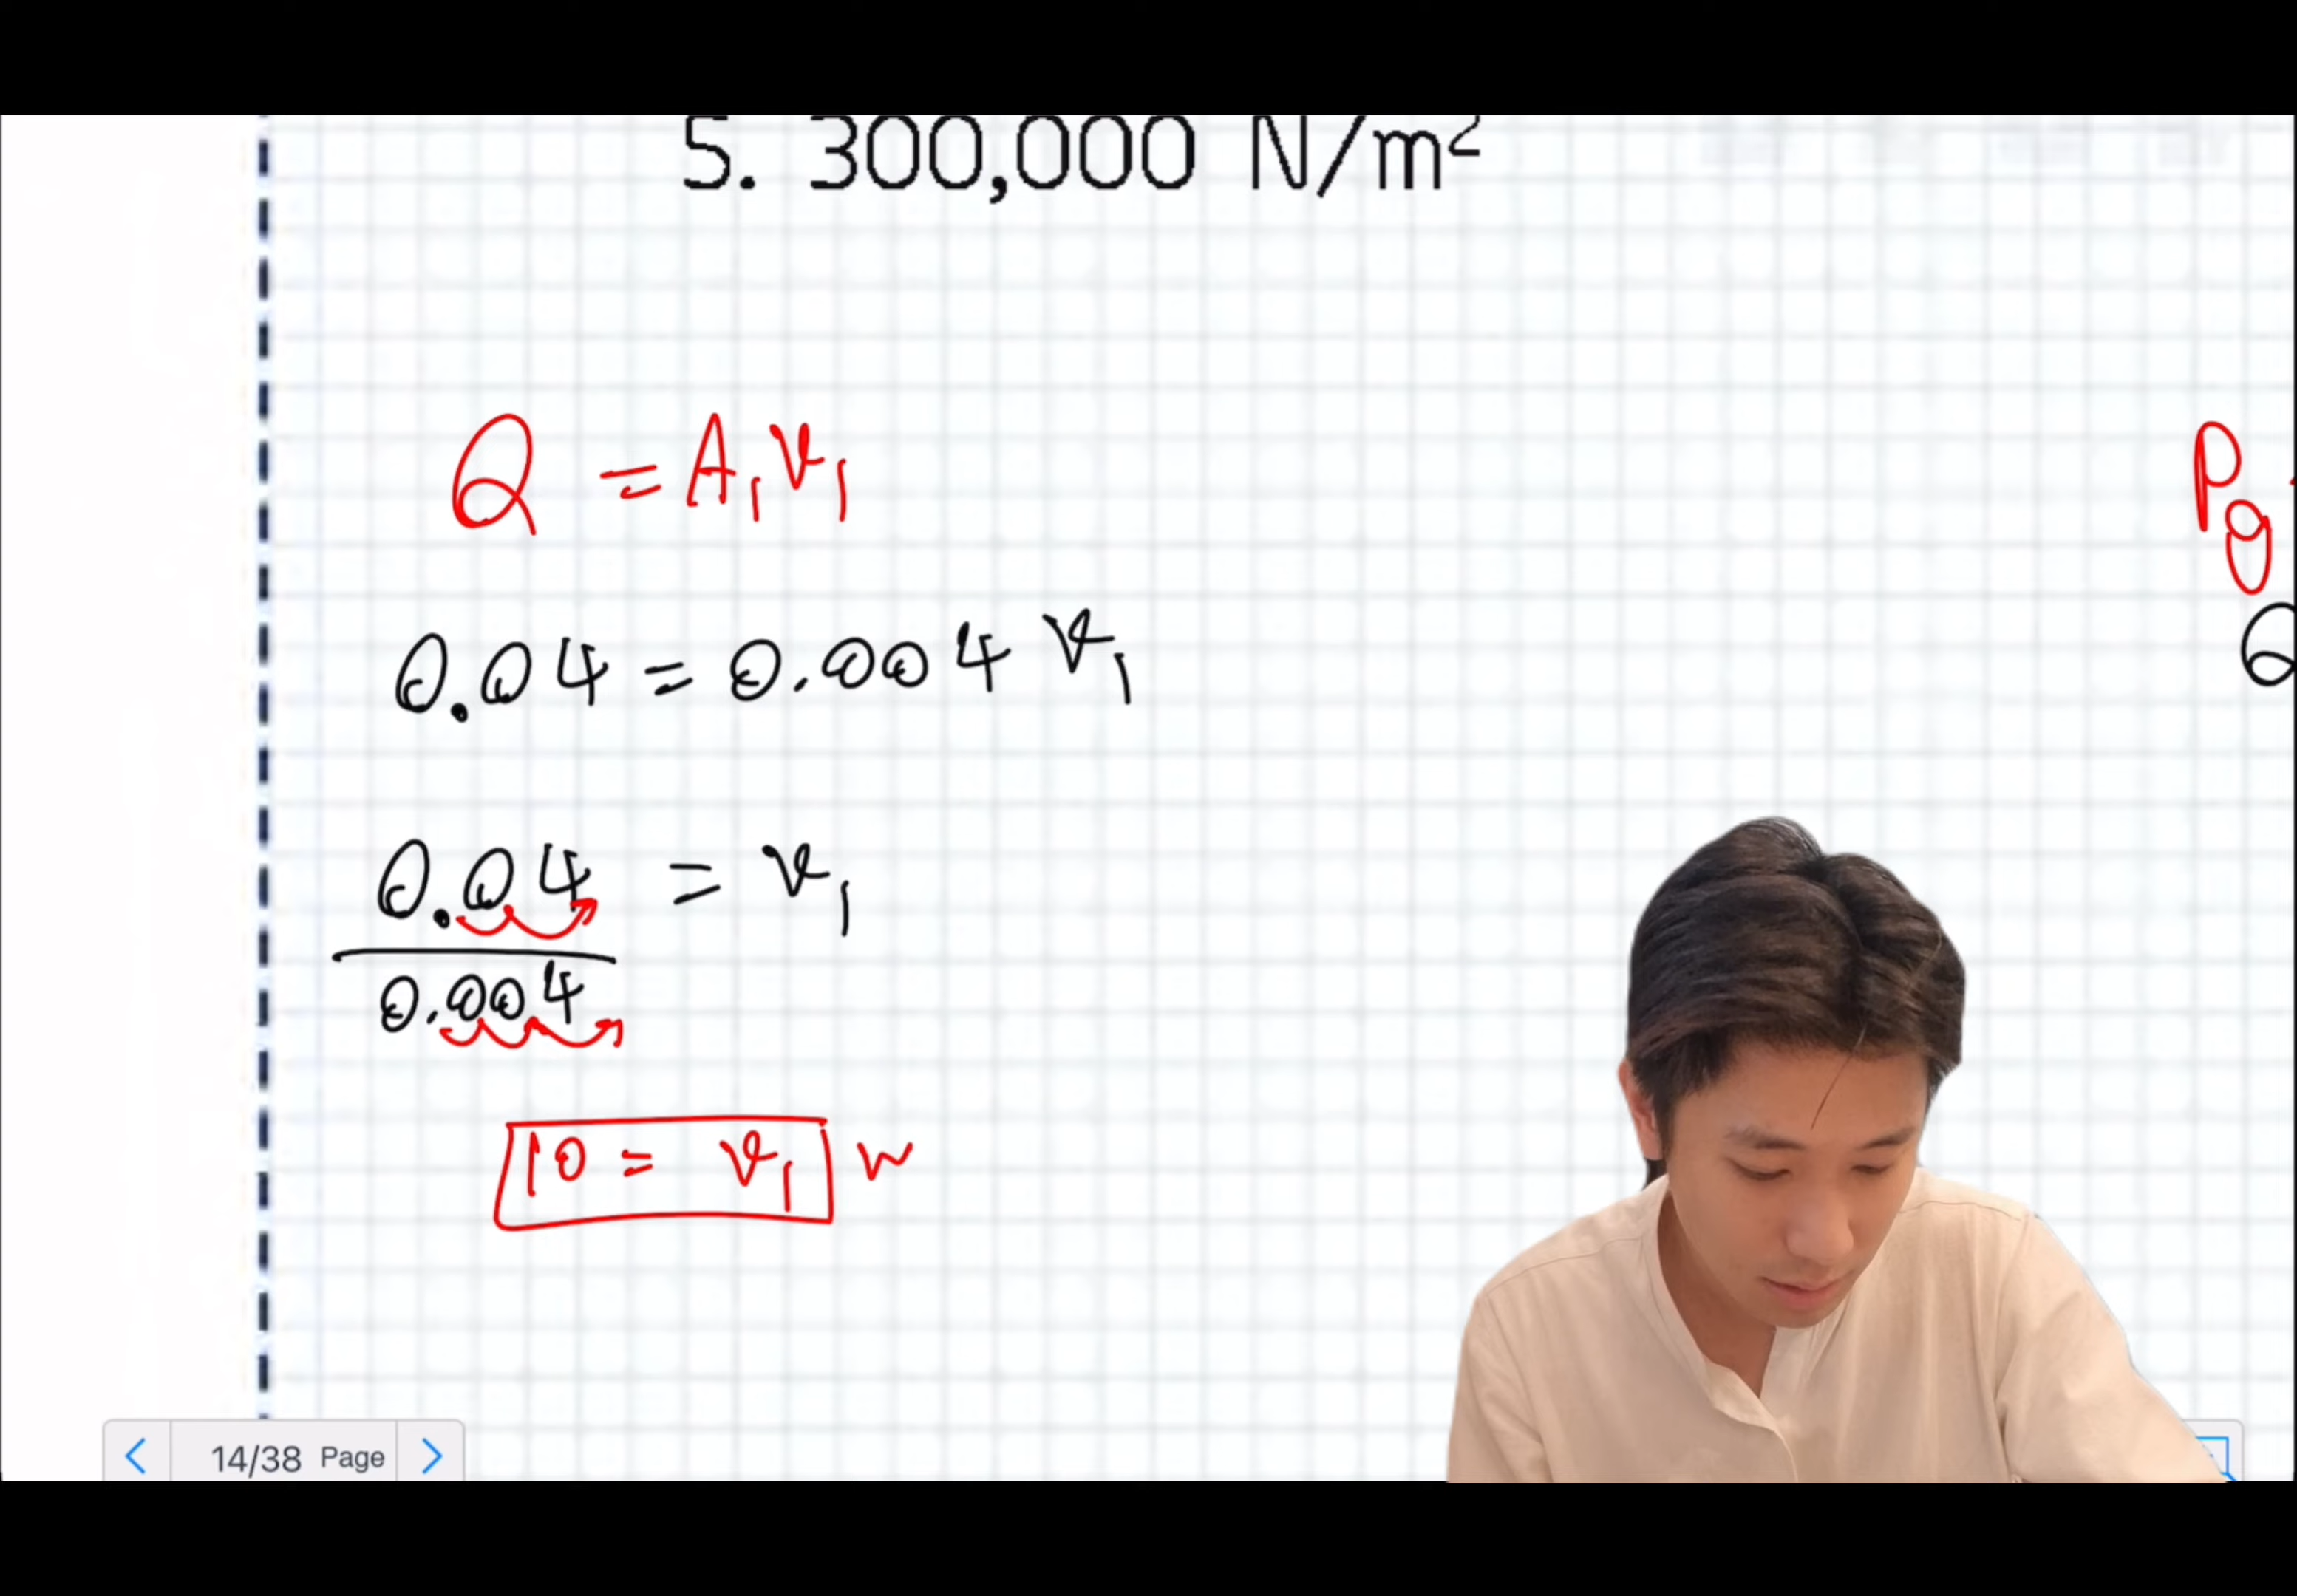 5. 300,000 N/m²
Q = A₁v₁
P₉
0.04 = 0.004 v₁
0.04 = v₁
0.004
10 = v₁
14/38 Page